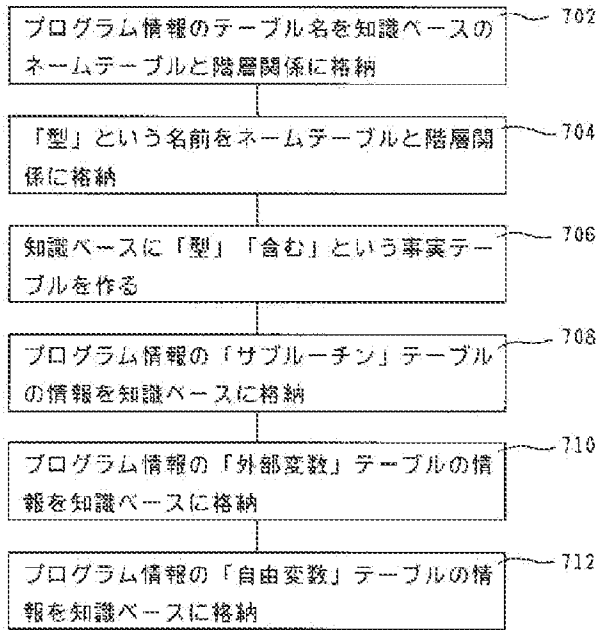 プログラム情報のテーブル名を知識ベースの
ネームテーブルと階層関係に格納
702
「型」という名前をネームテーブルと階層関
係に格納
704
知識ベースに「型」「含む」という事実テー
ブルを作る
706
プログラム情報の「サブルーチン」テーブル
の情報を知識ベースに格納
708
プログラム情報の「外部変数」テーブルの情
報を知識ベースに格納
710
プログラム情報の「自由変数」テーブルの情
報を知識ベースに格納
712